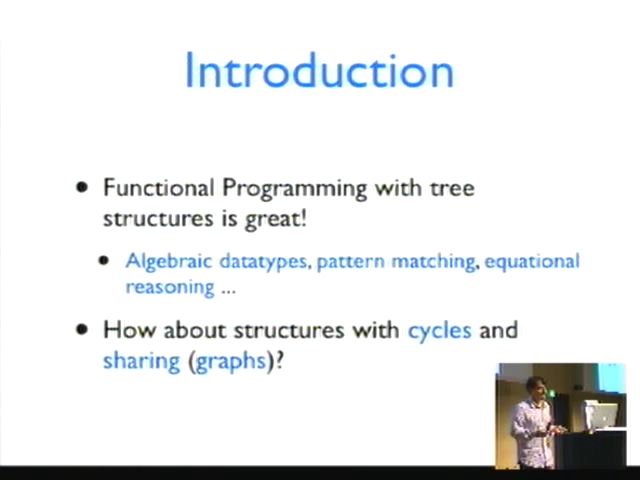 Introduction
• Functional Programming with tree
structures is great!
• Algebraic datatypes, pattern matching, equational
reasoning ...
• How about structures with cycles and
sharing (graphs)?